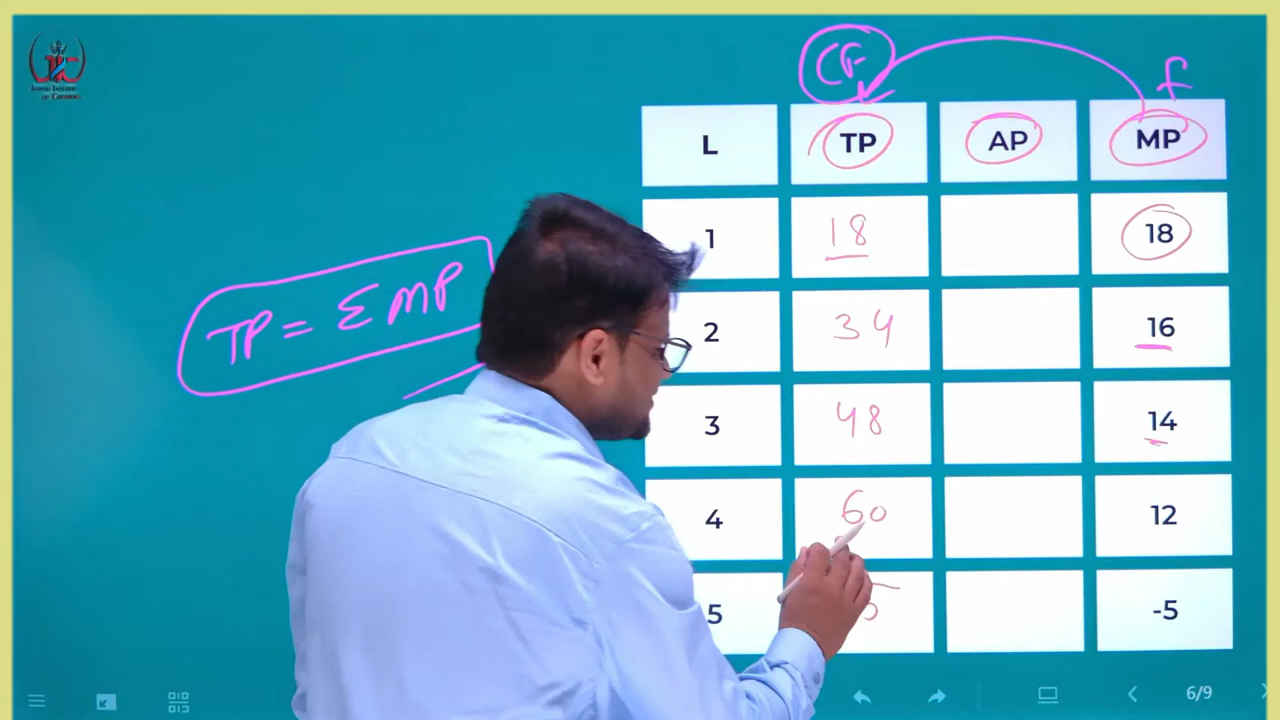 CF
f
L TP AP MP
1 18 18
2 34 16
TP = Σ MP
3 48 14
4 60 12
5 -5
6/9